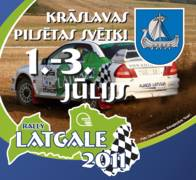 KRĀSLAVAS
PILSĒTAS SVĒTKI
1.-3.
JŪLIJS
RALLY
LATGALE
2011